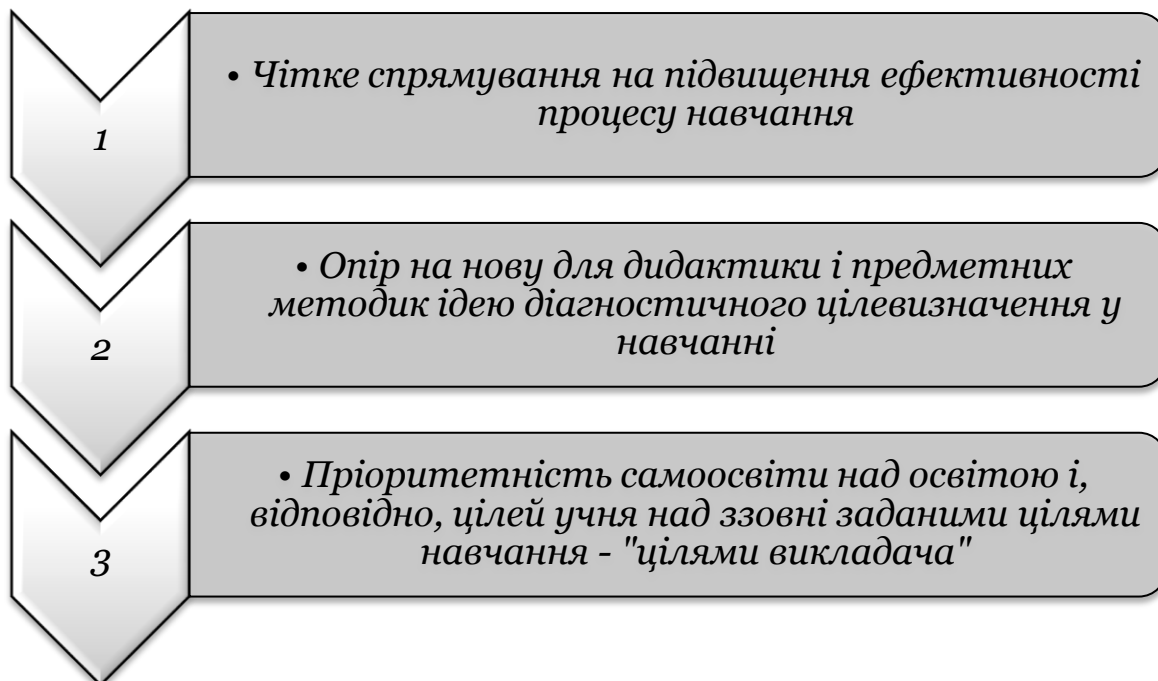 1
• Чітке спрямування на підвищення ефективності
процесу навчання
2
• Опір на нову для дидактики і предметних
методик ідею діагностичного цілевизначення у
навчанні
3
• Пріоритетність самоосвіти над освітою і,
відповідно, цілей учня над ззовні заданими цілями
навчання - "цілями викладача"